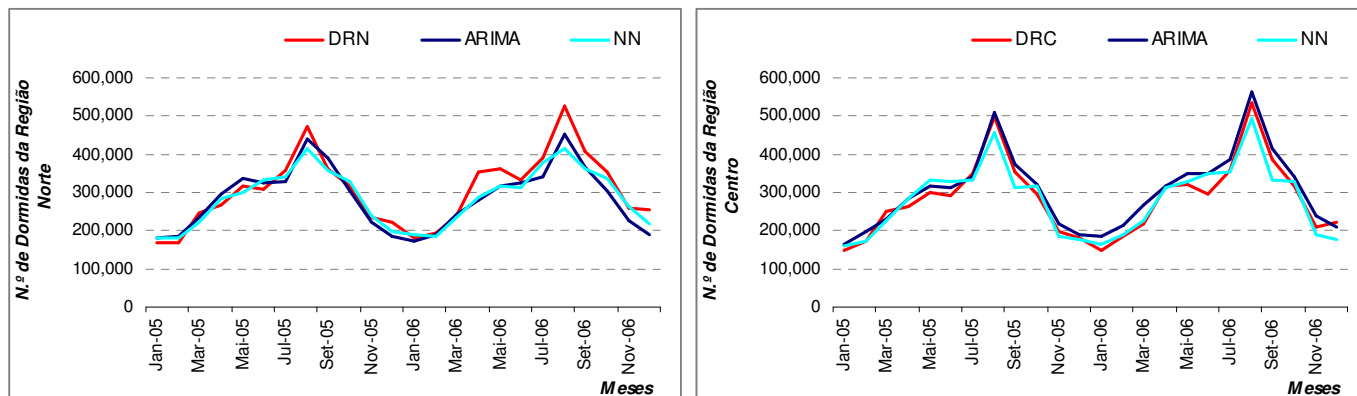 DRN ARIMA NN
N.º de Dormidas da Região
Norte
600,000
500,000
400,000
300,000
200,000
100,000
0
Jan-05
Mar-05
Mai-05
Jul-05
Set-05
Nov-05
Jan-06
Mar-06
Mai-06
Jul-06
Set-06
Nov-06
Meses
DRC ARIMA NN
N.º de Dormidas da Região
Centro
600,000
500,000
400,000
300,000
200,000
100,000
0
Jan-05
Mar-05
Mai-05
Jul-05
Set-05
Nov-05
Jan-06
Mar-06
Mai-06
Jul-06
Set-06
Nov-06
Meses